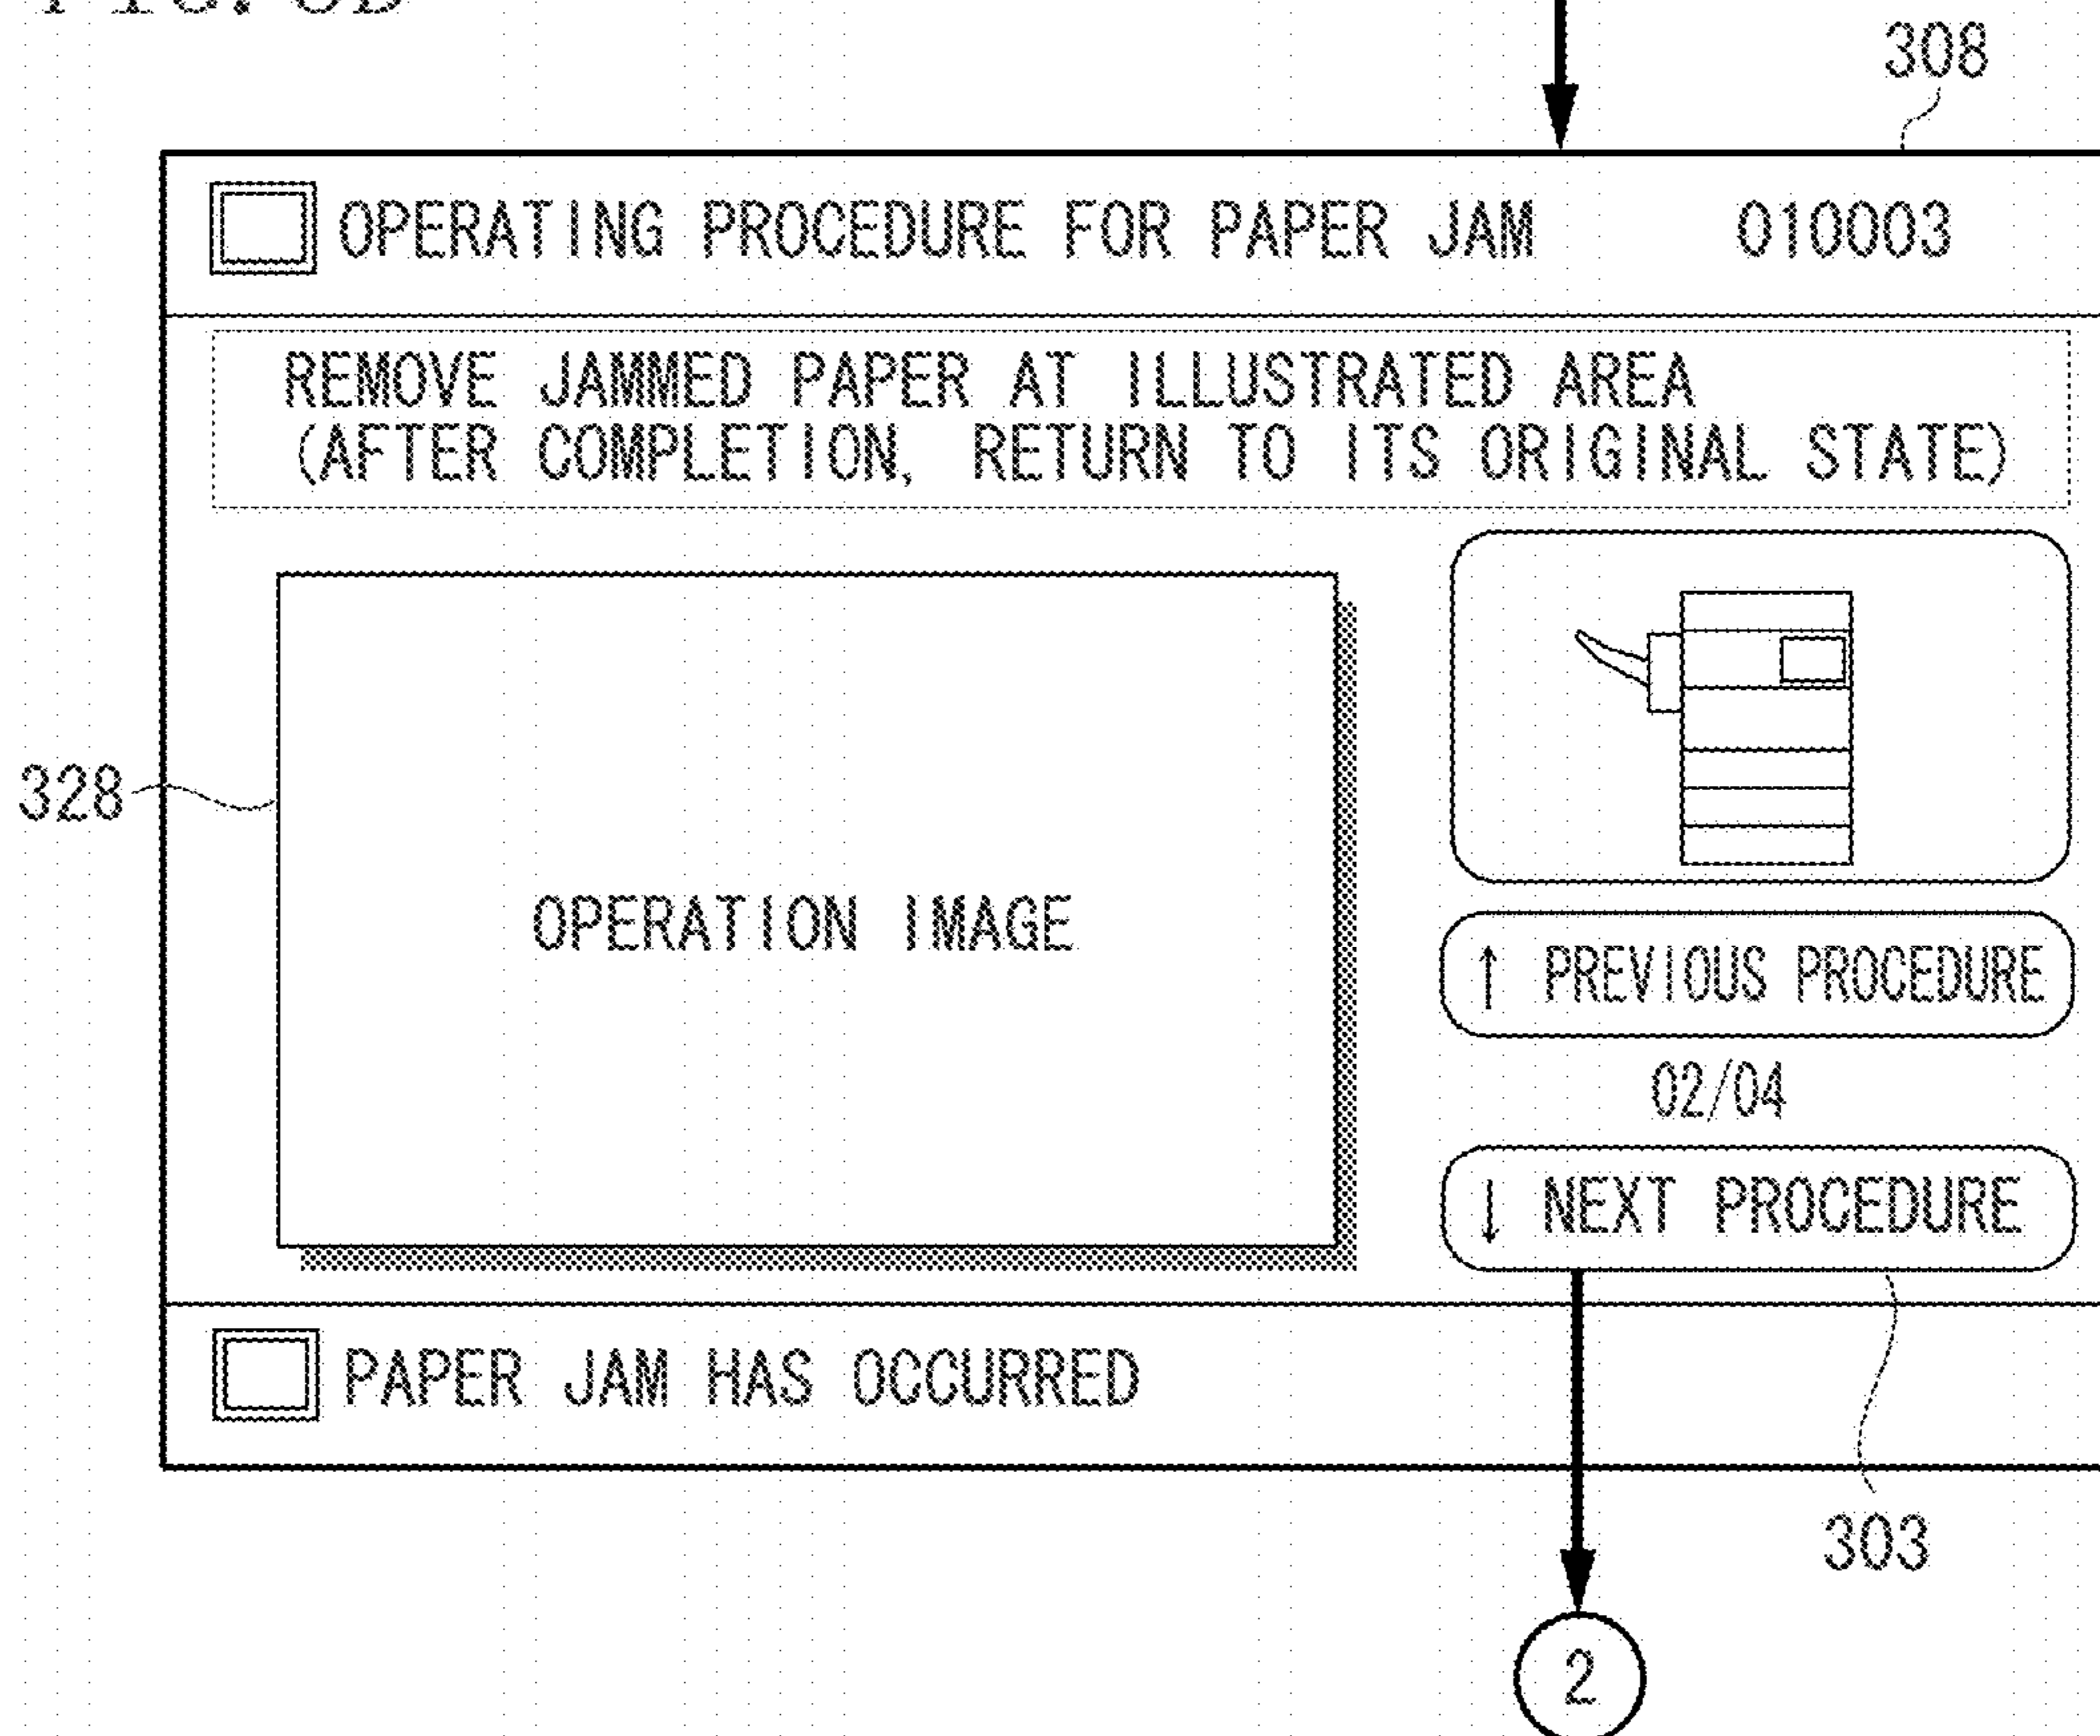 308
OPERATING PROCEDURE FOR PAPER JAM 010003
REMOVE JAMMED PAPER AT ILLUSTRATED AREA
(AFTER COMPLETION, RETURN TO ITS ORIGINAL STATE)
328
OPERATION IMAGE
↑ PREVIOUS PROCEDURE
02/04
↓ NEXT PROCEDURE
PAPER JAM HAS OCCURRED
303
2